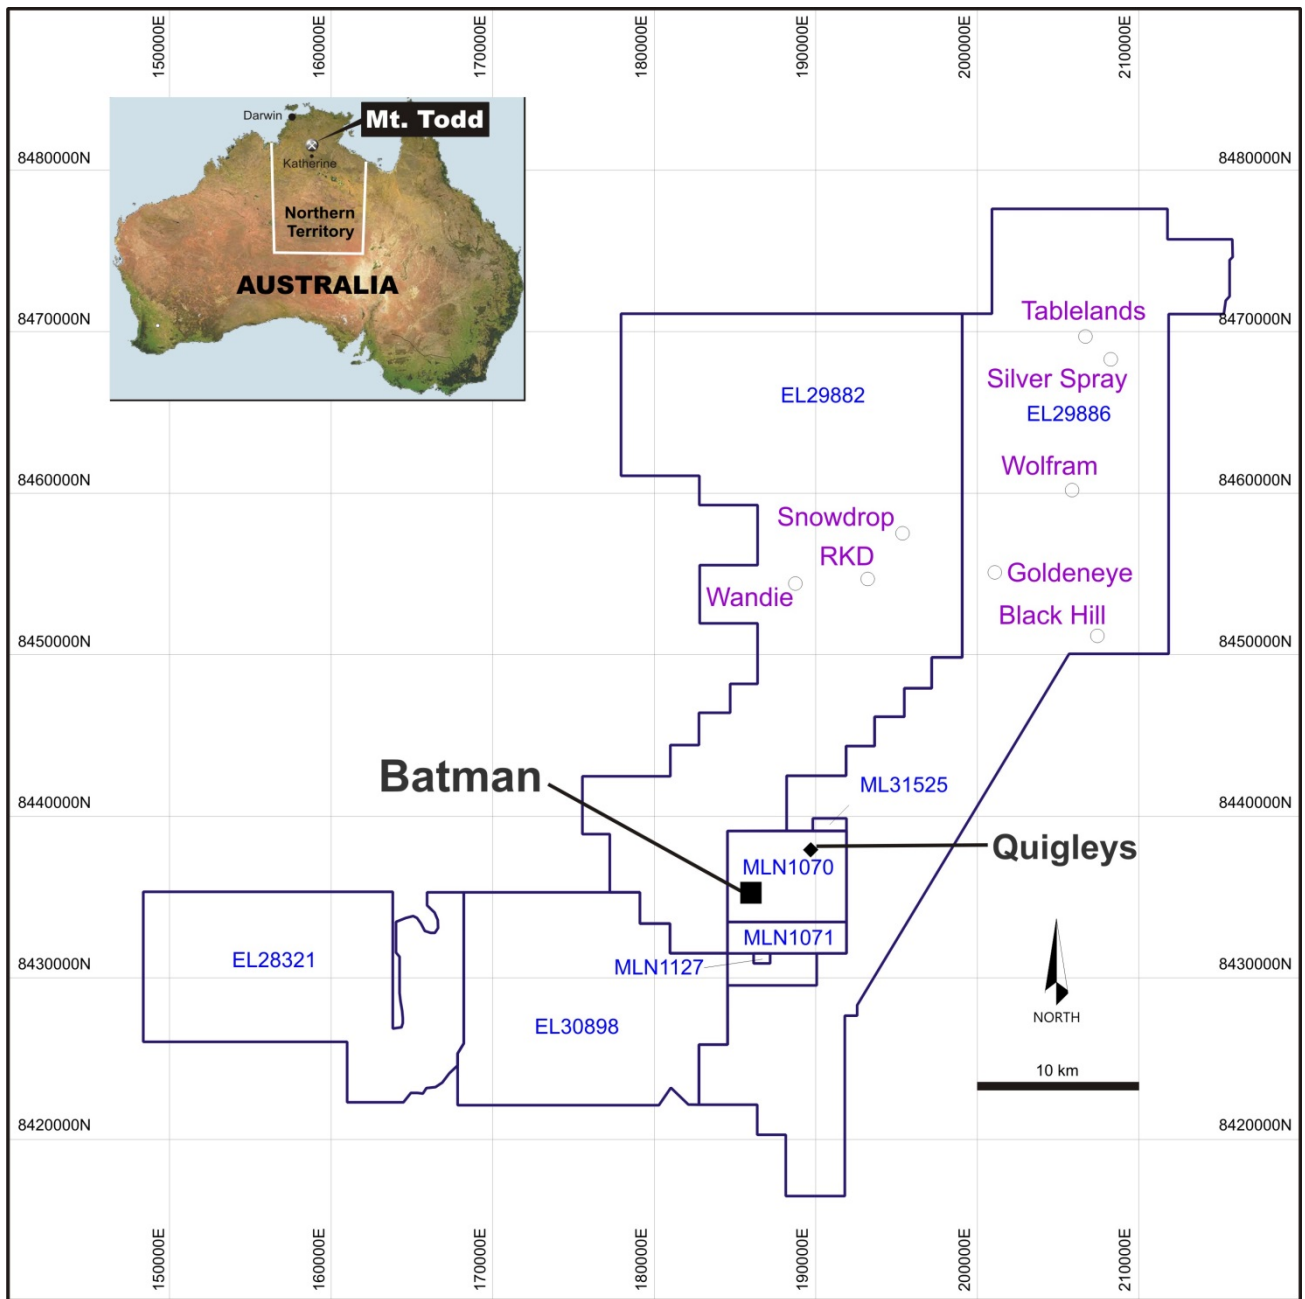 150000E
160000E
170000E
180000E
190000E
200000E
210000E
Darwin
Mt. Todd
Katherine
Northern
Territory
AUSTRALIA
8480000N
8480000N
8470000N
8470000N
Tablelands
Silver Spray
EL29882
EL29886
Wolfram
8460000N
8460000N
Snowdrop
RKD
Wandie
Goldeneye
Black Hill
8450000N
8450000N
Batman
ML31525
8440000N
8440000N
Quigleys
MLN1070
MLN1071
EL28321
MLN1127
8430000N
8430000N
EL30898
NORTH
10 km
8420000N
8420000N
150000E
160000E
170000E
180000E
190000E
200000E
210000E